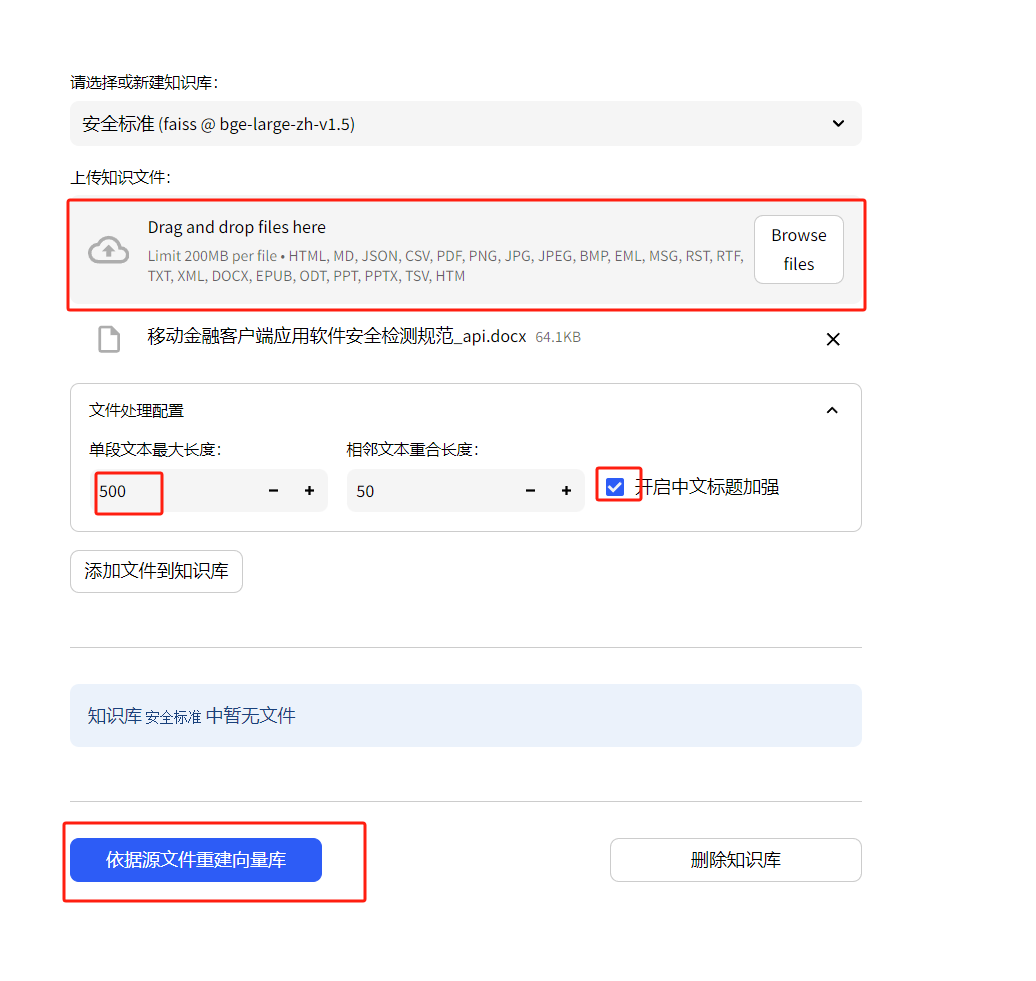 请选择或新建知识库：
安全标准 (faiss @ bge-large-zh-v1.5)
上传知识文件：
Drag and drop files here
Limit 200MB per file • HTML, MD, JSON, CSV, PDF, PNG, JPG, JPEG, BMP, EML, MSG, RST, RTF,
TXT, XML, DOCX, EPUB, ODT, PPT, PPTX, TSV, HTM
Browse
files
移动金融客户端应用软件安全检测规范_api.docx 64.1KB
文件处理配置
单段文本最大长度： 相邻文本重合长度：
500 － + 50 － + 开启中文标题加强
添加文件到知识库
知识库 安全标准 中暂无文件
依据源文件重建向量库 删除知识库